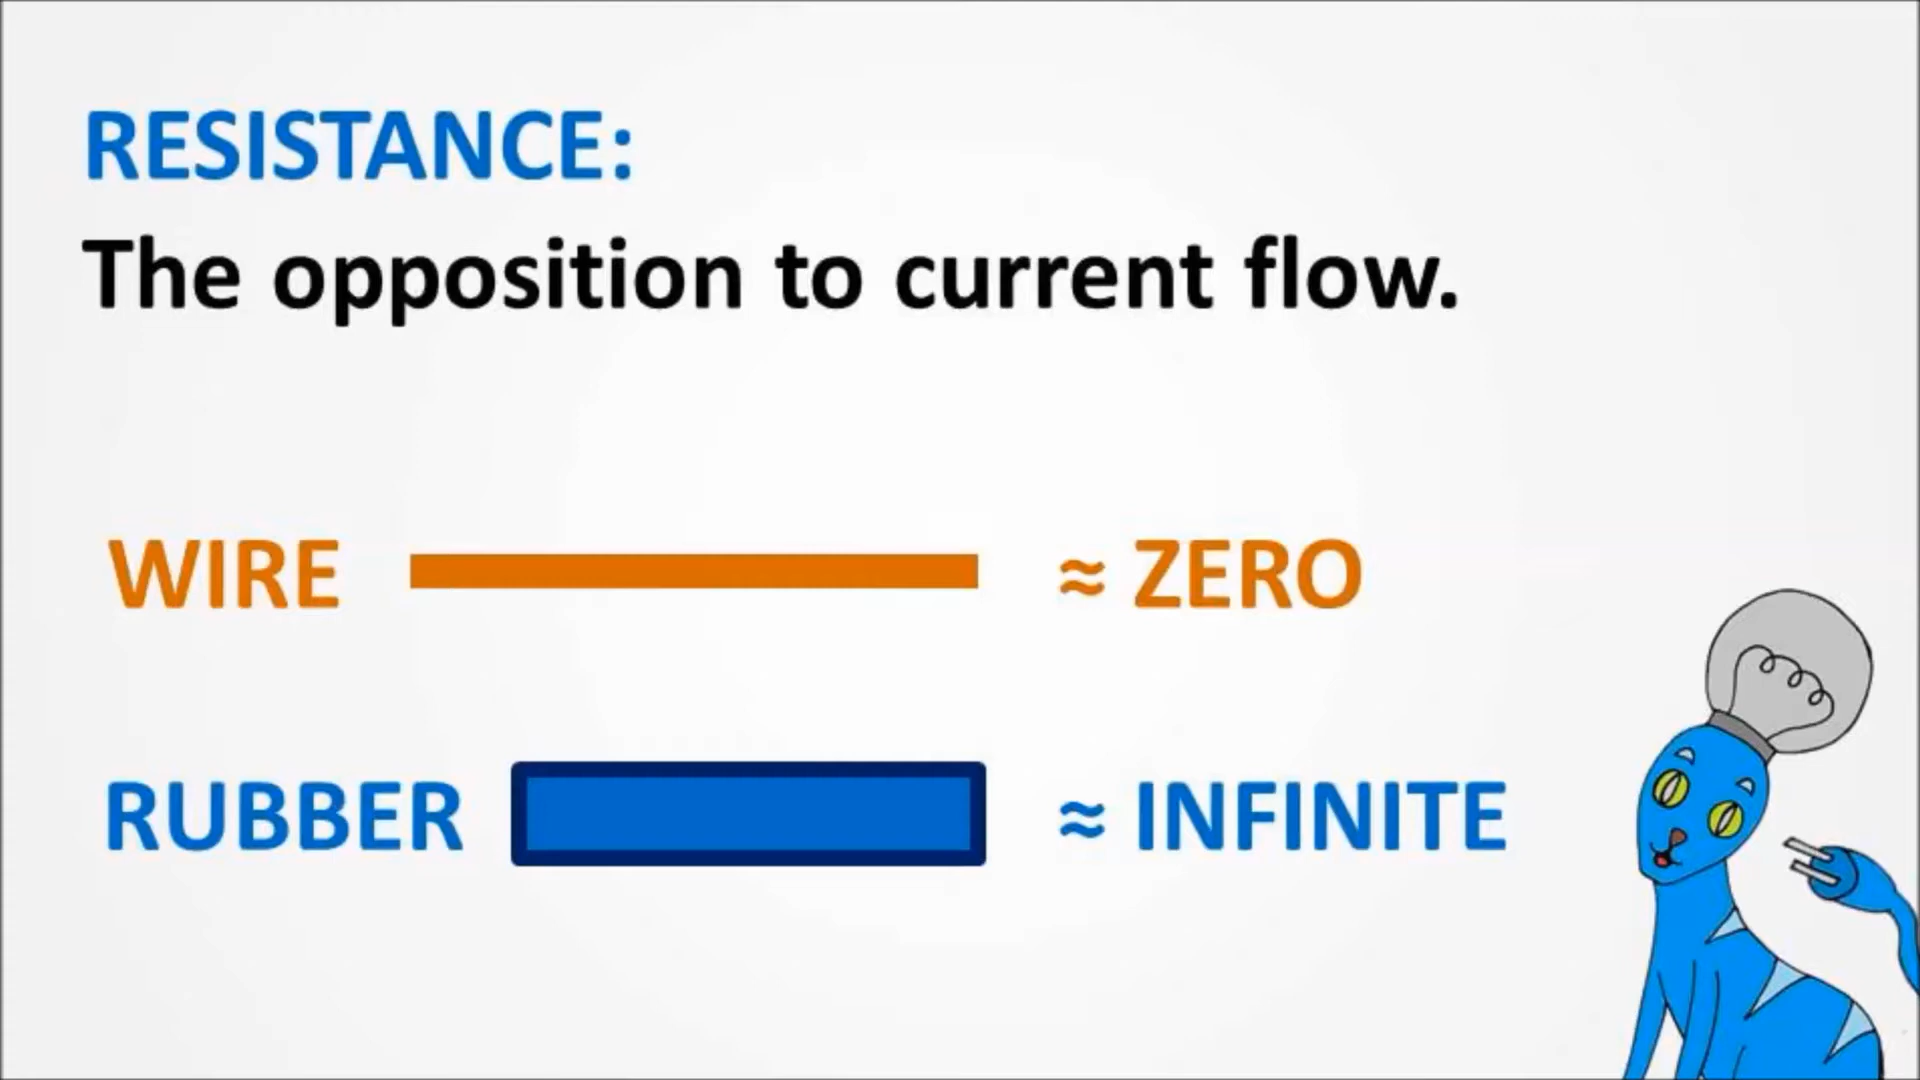 RESISTANCE:
The opposition to current flow.
WIRE ≈ ZERO
RUBBER ≈ INFINITE